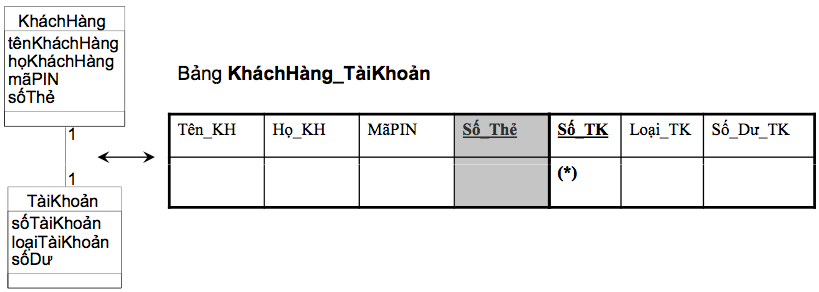 KháchHàng
tênKháchHàng
họKháchHàng
mãPIN
sốThẻ
1
1
TàiKhoản
sốTàiKhoản
loạiTàiKhoản
sốDư
Bảng KháchHàng_TàiKhoản
Tên_KH Họ_KH MãPIN Số_Thẻ Số_TK Loại_TK Số_Dư_TK
(*)